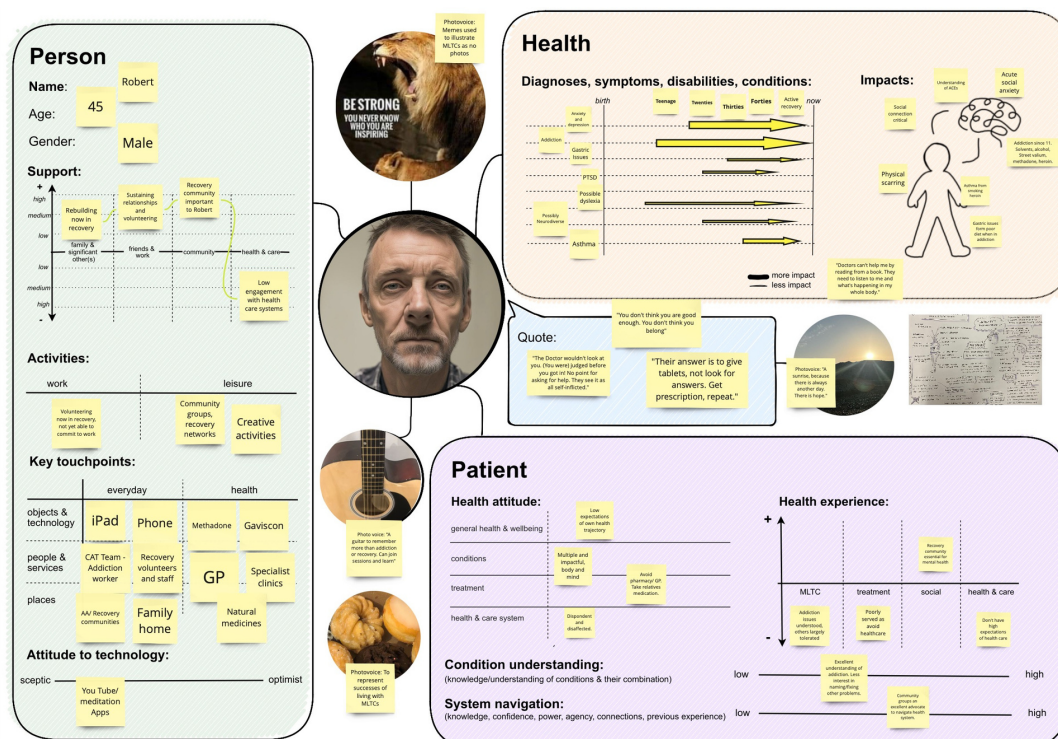 Person
Name:
Robert
Age:
45
Gender:
Male
Support:
+
high
medium
low
low
medium
high
-
Rebuilding
now in
recovery
Sustaining
relationships
and
volunteering
Recovery
community
important
to Robert
family &
significant
other(s)
friends &
work
community
health & care
Low
engagement
with health
care systems
Activities:
work
leisure
Volunteering
now in recovery,
not yet able to
commit to work
Community
groups,
recovery
networks
Creative
activities
Key touchpoints:
everyday
health
objects &
technology
iPad
Phone
Methadone
Gaviscon
people &
services
CAT Team -
Addiction
worker
Recovery
volunteers
and staff
GP
Specialist
clinics
places
AA/ Recovery
communities
Family
home
Natural
medicines
Attitude to technology:
sceptic
optimist
You Tube/
meditation
Apps
Photovoice:
Memes used
to illustrate
MLTCs as no
photos
BE STRONG
YOU NEVER KNOW
WHO YOU ARE
INSPIRING
Photo voice: "A
guitar to remember
more than addiction
or recovery. Can join
sessions and learn"
Photovoice: To
represent
successes of
living with
MLTCs
Health
Diagnoses, symptoms, disabilities, conditions:
birth
Teenage
Twenties
Thirties
Forties
Active
recovery
now
Anxiety
and
depression
Addiction
Gastric
Issues
PTSD
Possible
dyslexia
Possibly
Neurodiverse
Asthma
more impact
less impact
Impacts:
Understanding
of ACEs
Acute
social
anxiety
Social
connection
critical
Addiction since 11.
Solvents, alcohol,
Street valium,
methadone, heroin.
Physical
scarring
Asthma from
smoking
heroin
Gastric issues
form poor
diet when in
addiction
"Doctors can't help me by
reading from a book. They
need to listen to me and
what's happening in my
whole body."
Quote:
"You don't think you are good
enough. You don't think you
belong"
"The Doctor wouldn't look at
you. (You were) judged before
you got in! No point for
asking for help. They see it as
all self-inflicted."
"Their answer is to give
tablets, not look for
answers. Get
prescription, repeat."
Photovoice: "A
sunrise, because
there is always
another day.
There is hope."
Patient
Health attitude:
general health & wellbeing
Low
expectations
of own health
trajectory
conditions
Multiple and
impactful,
body and
mind
treatment
Avoid
pharmacy/ GP.
Take relatives
medication.
health & care system
Dispondent
and
disaffected.
Health experience:
+
-
Recovery
community
essential for
mental health
MLTC
treatment
social
health & care
Addiction
issues
understood,
others largely
tolerated
Poorly
served as
avoid
healthcare
Don't have
high
expectations
of health care
Condition understanding:
(knowledge/understanding of conditions & their combination)
low
high
Excellent
understanding of
addiction. Less
interest in
naming/fixing
other problems.
System navigation:
(knowledge, confidence, power, agency, connections, previous experience)
low
high
Community
groups an
excellent advocate
to navigate health
system.